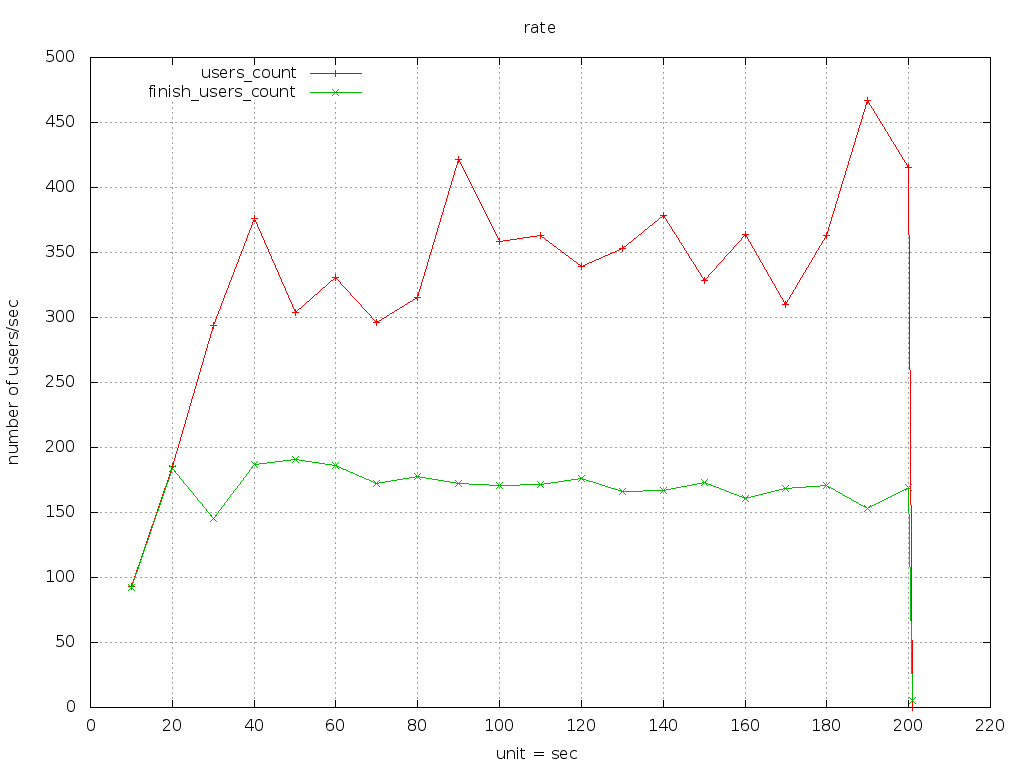 rate
500
users_count
finish_users_count
450
400
350
300
250
200
150
100
50
0
number of users/sec
0 20 40 60 80 100 120 140 160 180 200 220
unit = sec